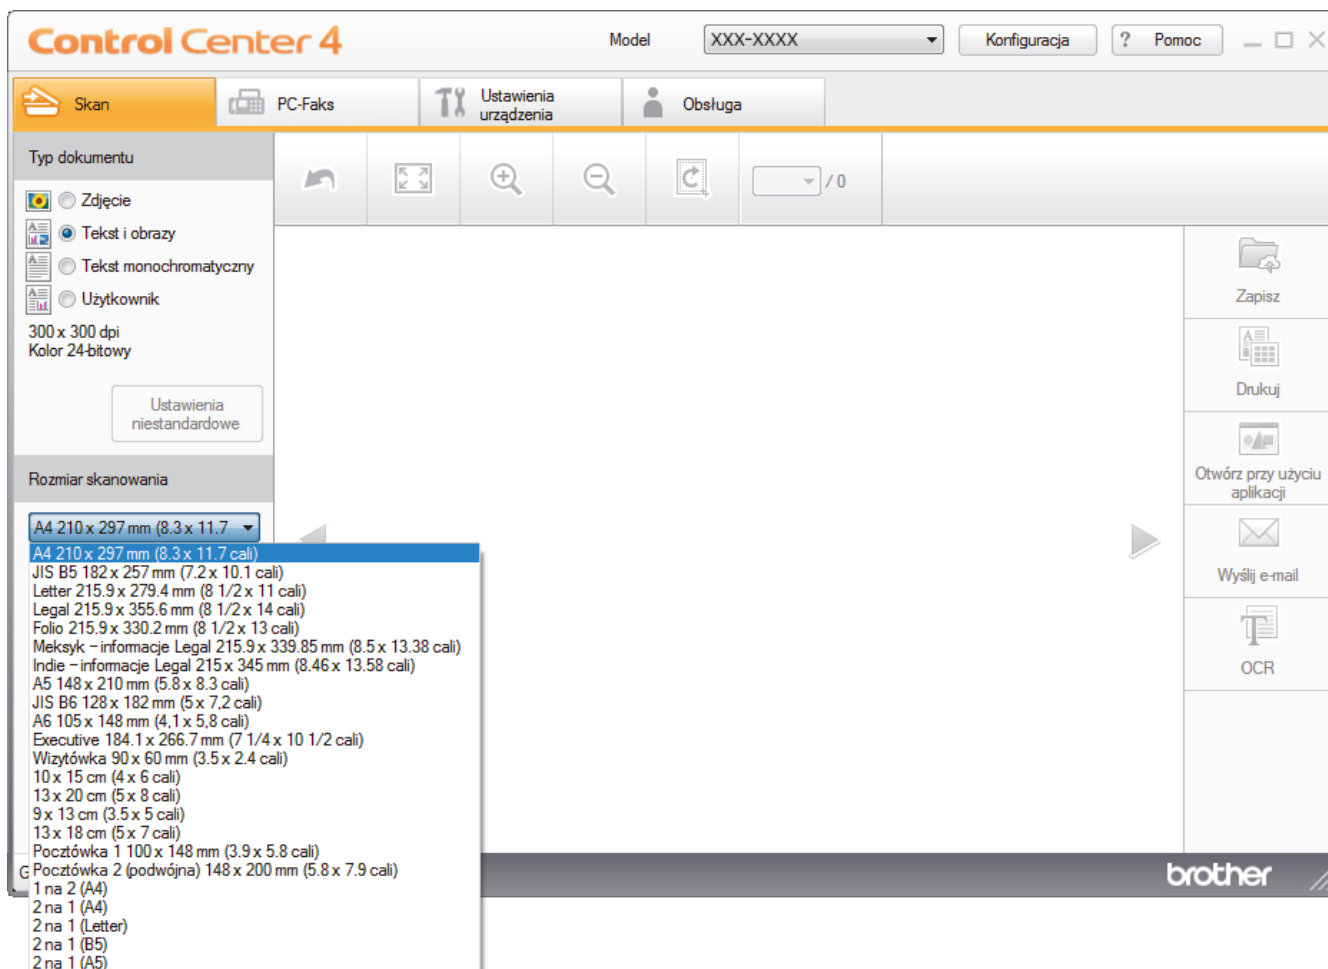 Control Center 4
Model
XXX-XXXX
Konfiguracja
? Pomoc
Skan
PC-Faks
Ustawienia
urządzenia
Obsługa
Typ dokumentu
/ 0
Zdjęcie
Tekst i obrazy
Tekst monochromatyczny
Użytkownik
300 x 300 dpi
Kolor 24-bitowy
Ustawienia
niestandardowe
Rozmiar skanowania
A4 210 x 297 mm (8.3 x 11.7
A4 210 x 297 mm (8.3 x 11.7 cali)
JIS B5 182 x 257 mm (7.2 x 10.1 cali)
Letter 215.9 x 279.4 mm (8 1/2 x 11 cali)
Legal 215.9 x 355.6 mm (8 1/2 x 14 cali)
Folio 215.9 x 330.2 mm (8 1/2 x 13 cali)
Meksyk – informacje Legal 215.9 x 339.85 mm (8.5 x 13.38 cali)
Indie – informacje Legal 215 x 345 mm (8.46 x 13.58 cali)
A5 148 x 210 mm (5.8 x 8.3 cali)
JIS B6 128 x 182 mm (5 x 7,2 cali)
A6 105 x 148 mm (4,1 x 5,8 cali)
Executive 184.1 x 266.7 mm (7 1/4 x 10 1/2 cali)
Wizytówka 90 x 60 mm (3.5 x 2.4 cali)
10 x 15 cm (4 x 6 cali)
13 x 20 cm (5 x 8 cali)
9 x 13 cm (3.5 x 5 cali)
13 x 18 cm (5 x 7 cali)
Pocztówka 1 100 x 148 mm (3.9 x 5.8 cali)
Pocztówka 2 (podwójna) 148 x 200 mm (5.8 x 7.9 cali)
1 na 2 (A4)
2 na 1 (A4)
2 na 1 (Letter)
2 na 1 (B5)
2 na 1 (A5)
Zapisz
Drukuj
Otwórz przy użyciu
aplikacji
Wyślij e-mail
OCR
brother